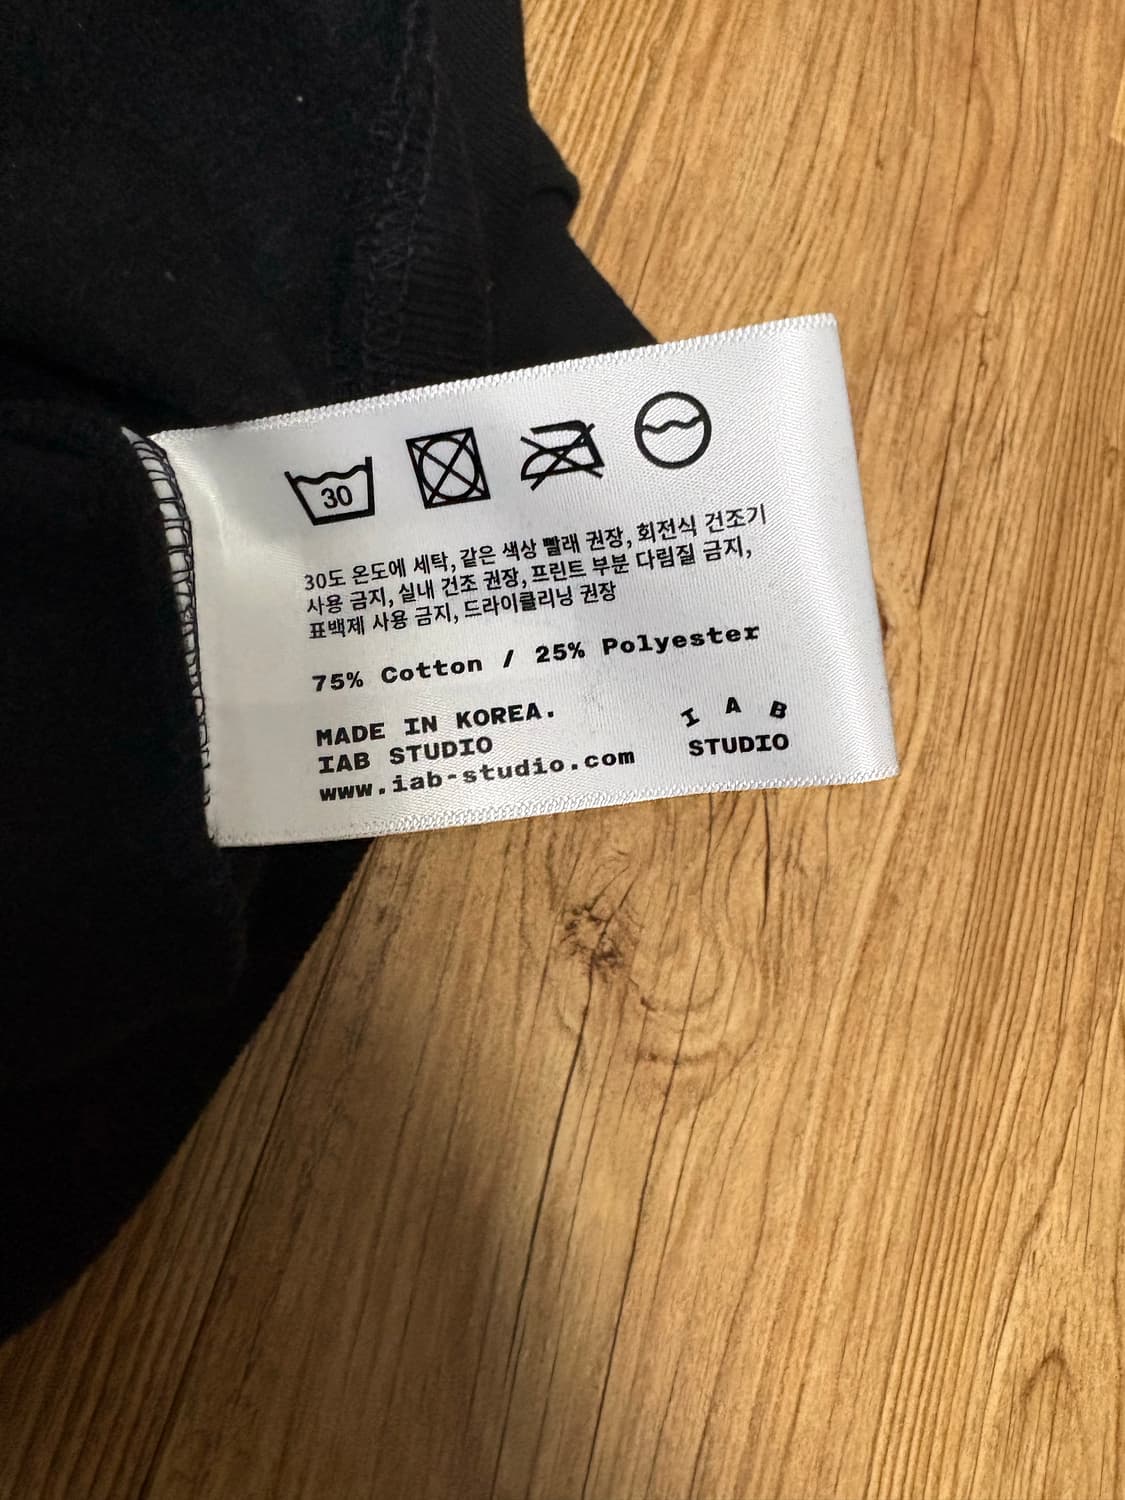 30
30도 온도에 세탁, 같은 색상 빨래 권장, 회전식 건조기
사용 금지, 실내 건조 권장, 프린트 부분 다림질 금지,
표백제 사용 금지, 드라이클리닝 권장
75% Cotton / 25% Polyester
MADE IN KOREA.
IAB STUDIO
www.iab-studio.com
I A B
STUDIO